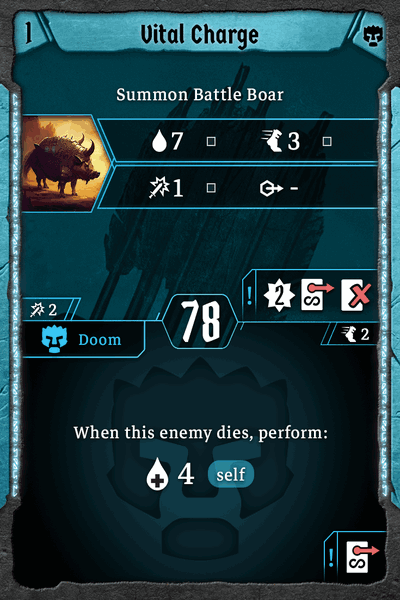 1 Vital Charge
Summon Battle Boar
7 3
1 -
! 2
2
78
Doom
2
When this enemy dies, perform:
4 self
!